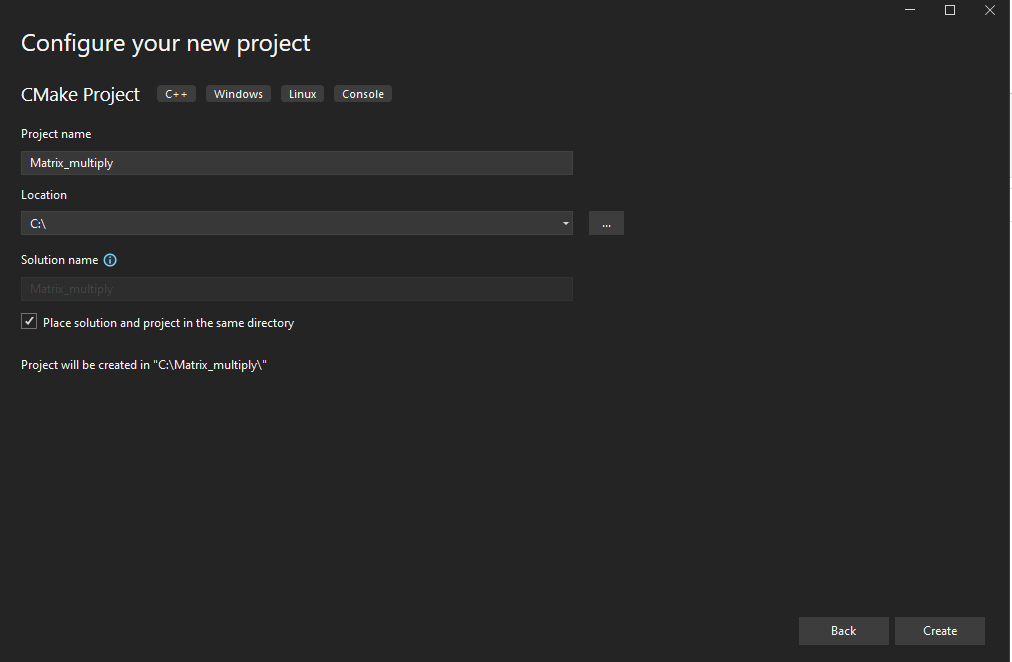 Configure your new project
CMake Project C++ Windows Linux Console
Project name
Matrix_multiply
Location
C:\
...
Solution name
Matrix_multiply
Place solution and project in the same directory
Project will be created in "C:\Matrix_multiply\"
Back Create